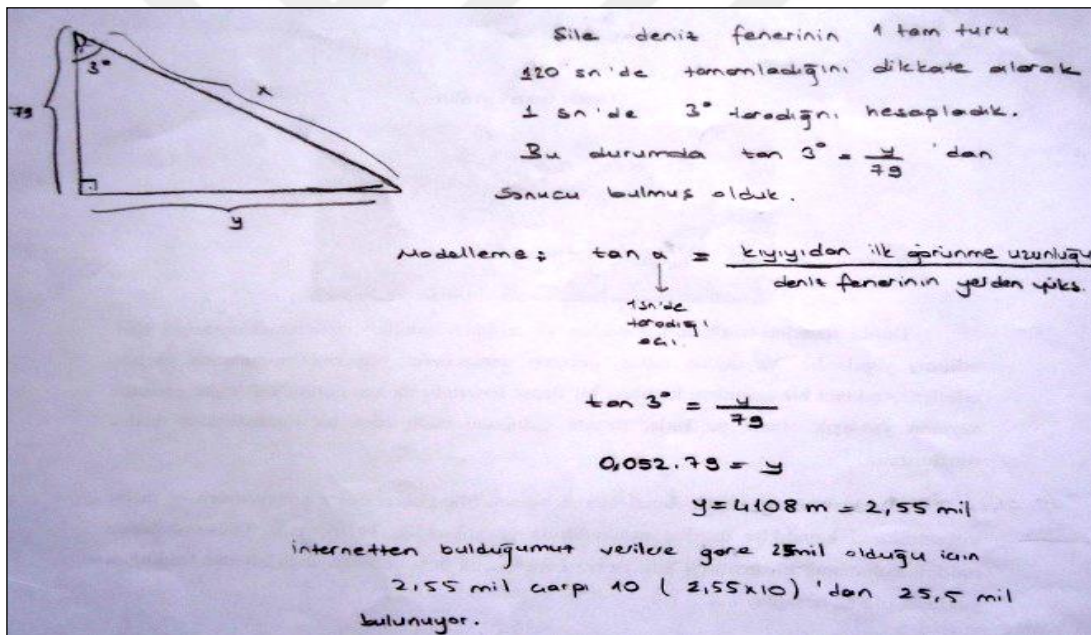 79
3°
x
y
Şile deniz fenerinin 1 tam turu
120 sn'de tamamladığını dikkate alarak
1 sn'de 3° taradığını hesapladık.
Bu durumda tan 3° = y/79 'dan
sonucu bulmuş olduk.
Modelleme: tan α = kıyıyıdan ilk görünme uzunluğu / deniz fenerinin yerden yüks.
1 sn'de
taradığı
açı.
tan 3° = y/79
0,052.79 = y
y = 4108 m = 2,55 mil
internetten bulduğumuz verilere göre 25mil olduğu için
2,55 mil çarpı 10 (2,55x10) 'dan 25,5 mil
bulunuyor.